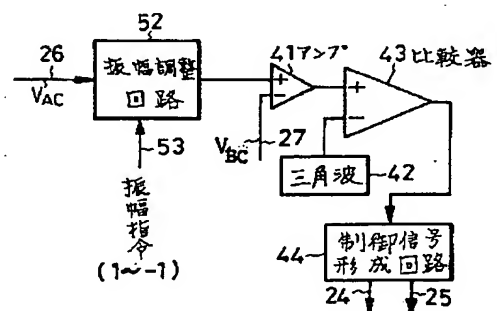 52
26
VAC
振幅調整
回路
53
振幅指令
(1~-1)
41アンプ
+
-
VBC
27
43 比較器
+
-
三角波
42
44
制御信号
形成回路
24
25